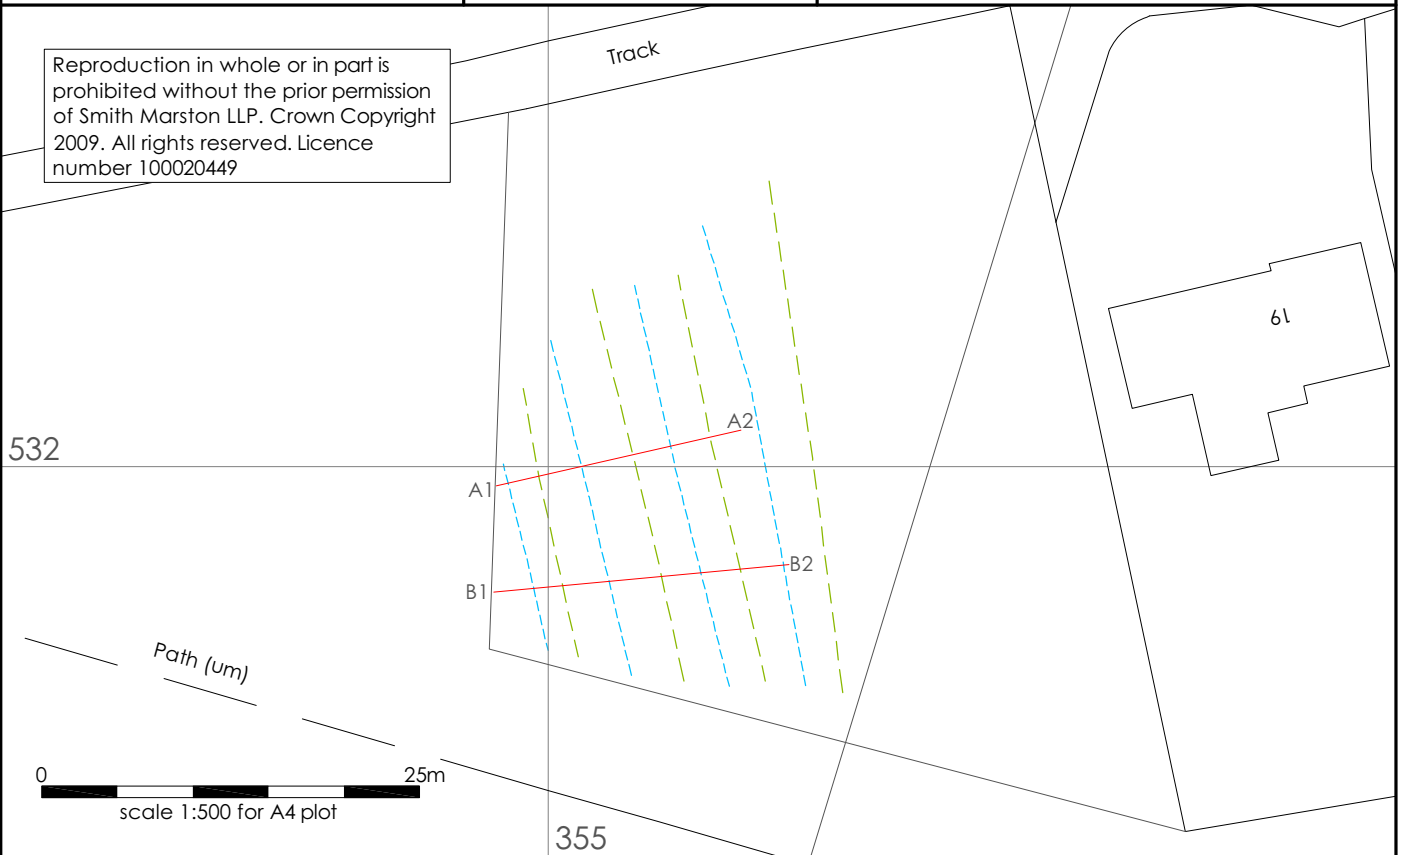 Track
Reproduction in whole or in part is
prohibited without the prior permission
of Smith Marston LLP. Crown Copyright
2009. All rights reserved. Licence
number 100020449
61
A2
532
A1
B2
B1
Path (um)
0 25m
scale 1:500 for A4 plot
355